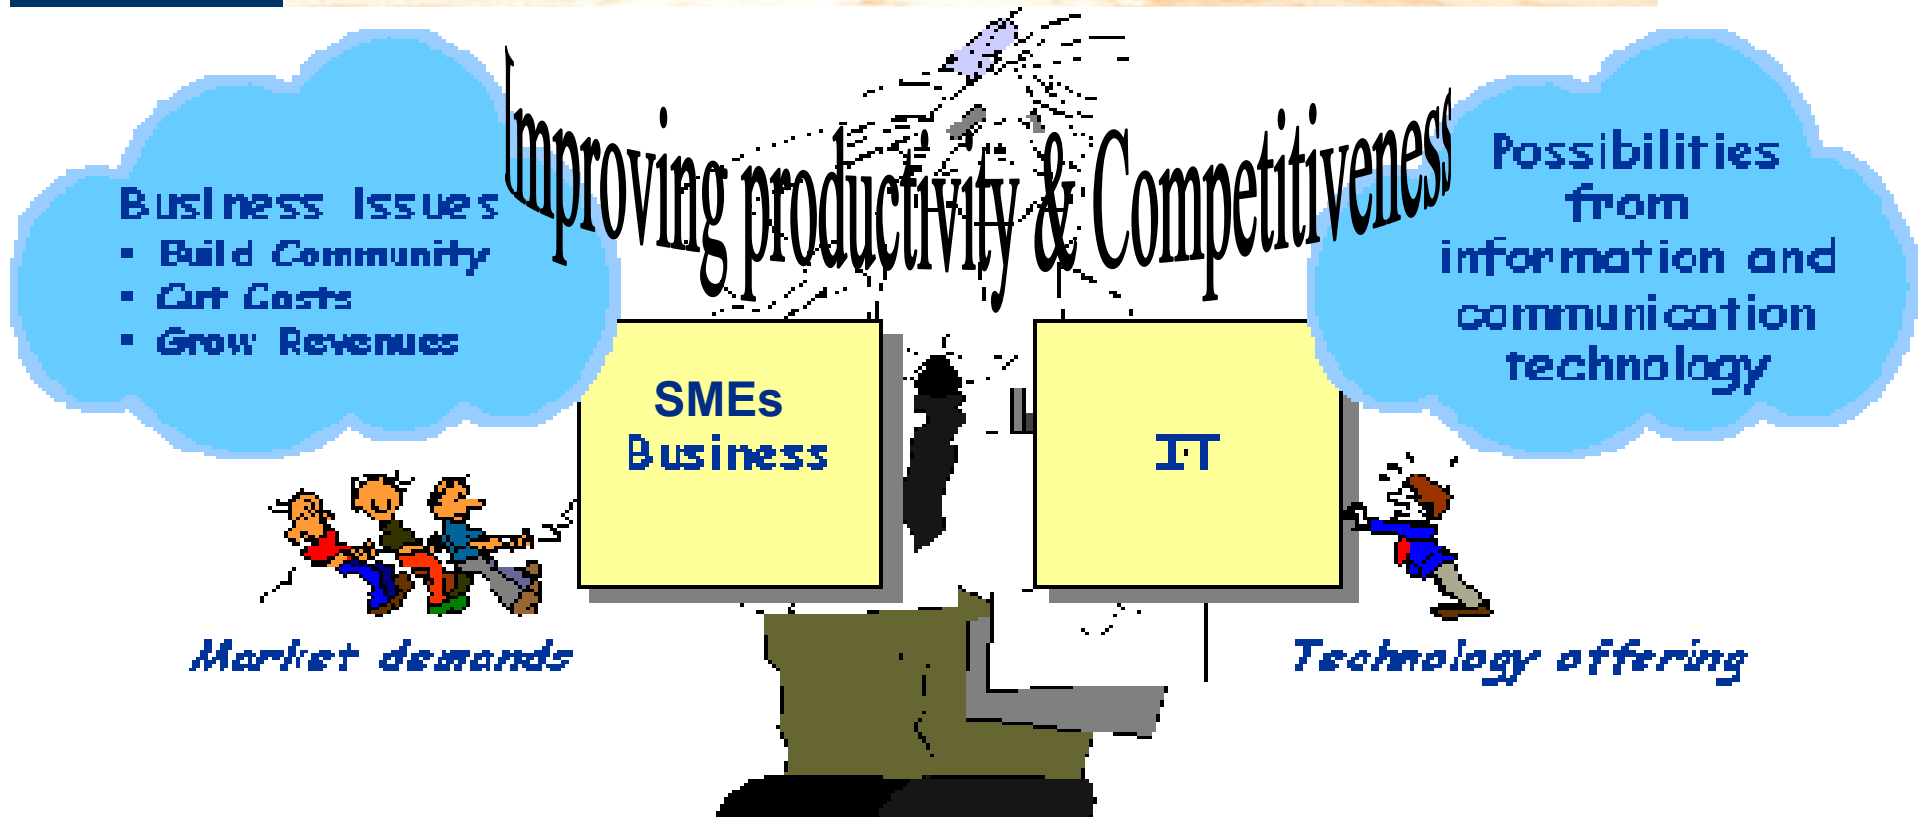 Improving productivity & Competitiveness
Business Issues
▪ Build Community
▪ Cut Costs
▪ Grow Revenues
Possibilities
from
information and
communication
technology
SMEs
Business
IT
Market demands
Technology offering